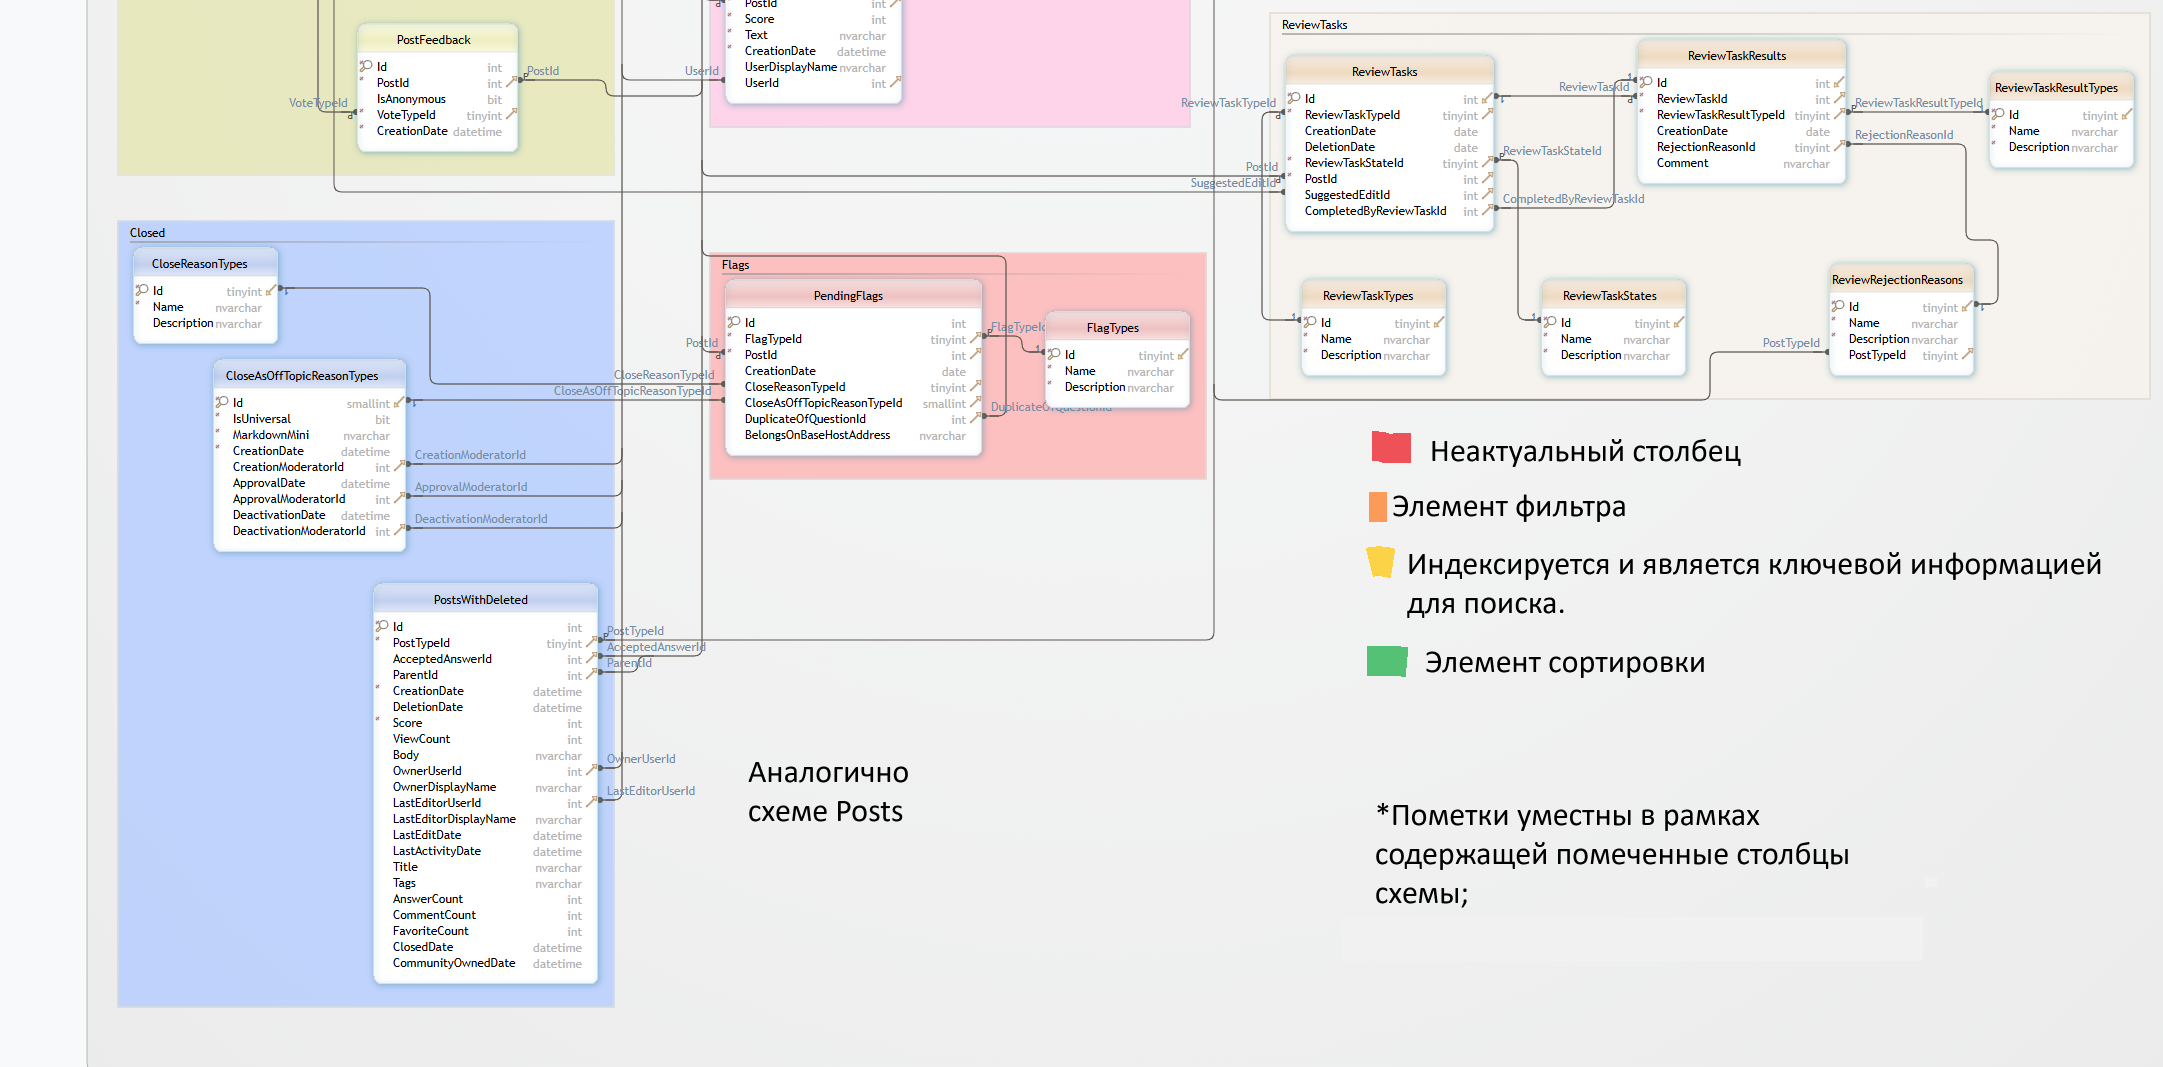 PostFeedback
Id int
PostId int
IsAnonymous bit
VoteTypeId tinyint
CreationDate datetime
PostId
VoteTypeId
PostId int
Score int
Text nvarchar
CreationDate datetime
UserDisplayName nvarchar
UserId int
UserId
ReviewTasks
ReviewTasks
Id int
ReviewTaskTypeId tinyint
CreationDate date
DeletionDate date
ReviewTaskStateId tinyint
PostId int
SuggestedEditId int
CompletedByReviewTaskId int
ReviewTaskTypeId
PostId
SuggestedEditId
ReviewTaskId
ReviewTaskStateId
CompletedByReviewTaskId
ReviewTaskResults
Id int
ReviewTaskId int
ReviewTaskResultTypeId tinyint
CreationDate date
RejectionReasonId tinyint
Comment nvarchar
ReviewTaskResultTypeId
RejectionReasonId
ReviewTaskResultTypes
Id tinyint
Name nvarchar
Description nvarchar
ReviewTaskTypes
Id tinyint
Name nvarchar
Description nvarchar
ReviewTaskStates
Id tinyint
Name nvarchar
Description nvarchar
ReviewRejectionReasons
Id tinyint
Name nvarchar
Description nvarchar
PostTypeId tinyint
PostTypeId
Closed
CloseReasonTypes
Id tinyint
Name nvarchar
Description nvarchar
CloseAsOffTopicReasonTypes
Id smallint
IsUniversal bit
MarkdownMini nvarchar
CreationDate datetime
CreationModeratorId int
ApprovalDate datetime
ApprovalModeratorId int
DeactivationDate datetime
DeactivationModeratorId int
CreationModeratorId
ApprovalModeratorId
DeactivationModeratorId
Flags
PendingFlags
Id int
FlagTypeId tinyint
PostId int
CreationDate date
CloseReasonTypeId tinyint
CloseAsOffTopicReasonTypeId smallint
DuplicateOfQuestionId int
BelongsOnBaseHostAddress nvarchar
PostId
CloseReasonTypeId
CloseAsOffTopicReasonTypeId
FlagTypeId
DuplicateOfQuestionId
FlagTypes
Id tinyint
Name nvarchar
Description nvarchar
PostsWithDeleted
Id int
PostTypeId tinyint
AcceptedAnswerId int
ParentId int
CreationDate datetime
DeletionDate datetime
Score int
ViewCount int
Body nvarchar
OwnerUserId int
OwnerDisplayName nvarchar
LastEditorUserId int
LastEditorDisplayName nvarchar
LastEditDate datetime
LastActivityDate datetime
Title nvarchar
Tags nvarchar
AnswerCount int
CommentCount int
FavoriteCount int
ClosedDate datetime
CommunityOwnedDate datetime
PostTypeId
AcceptedAnswerId
ParentId
OwnerUserId
LastEditorUserId
Аналогично
схеме Posts
Неактуальный столбец
Элемент фильтра
Индексируется и является ключевой информацией
для поиска.
Элемент сортировки
*Пометки уместны в рамках
содержащей помеченные столбцы
схемы;